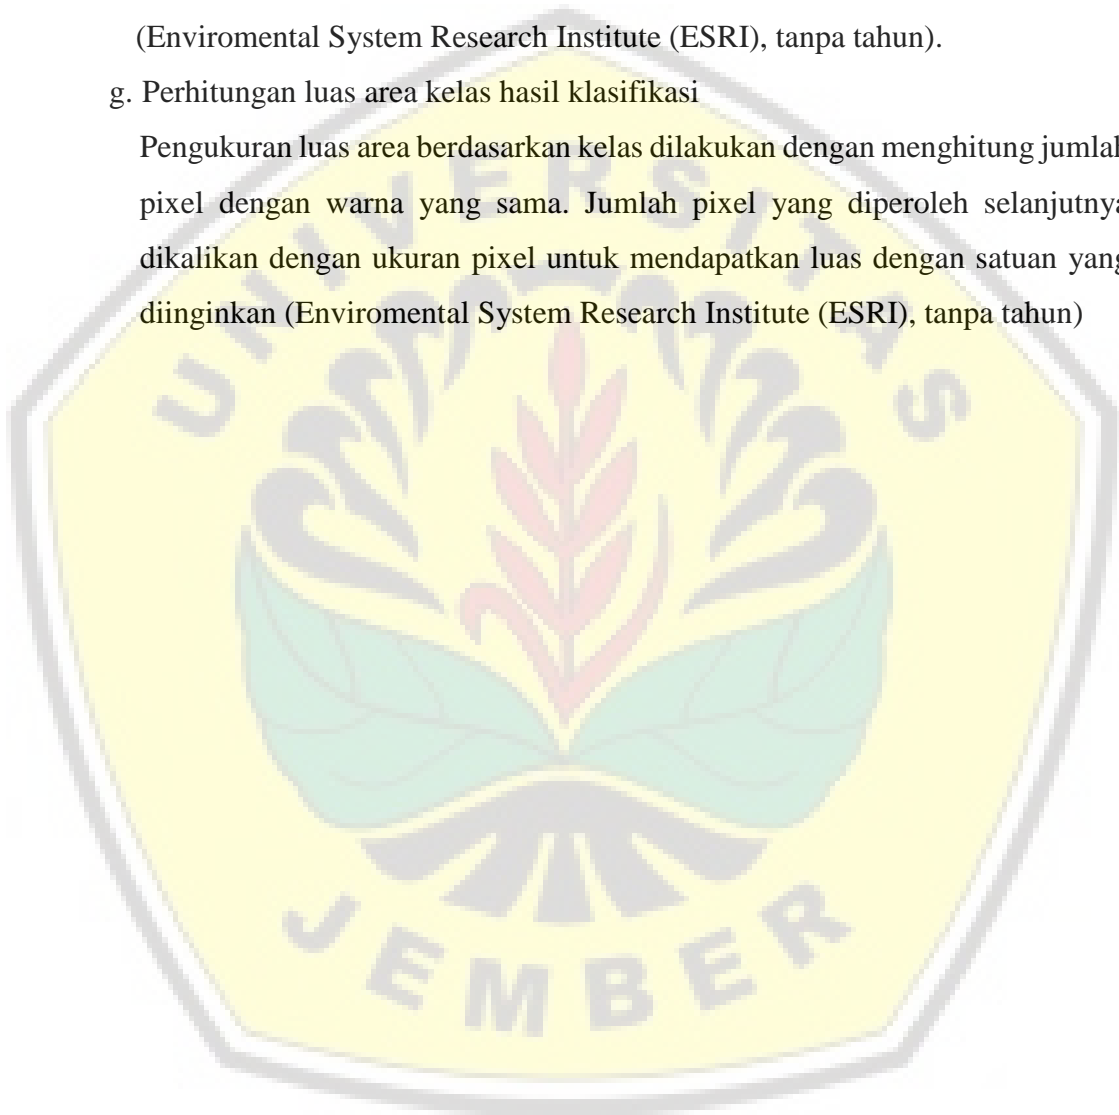 (Enviromental System Research Institute (ESRI), tanpa tahun).
g. Perhitungan luas area kelas hasil klasifikasi
Pengukuran luas area berdasarkan kelas dilakukan dengan menghitung jumlah
pixel dengan warna yang sama. Jumlah pixel yang diperoleh selanjutnya
dikalikan dengan ukuran pixel untuk mendapatkan luas dengan satuan yang
diinginkan (Enviromental System Research Institute (ESRI), tanpa tahun)
UNIVERSITAS
JEMBER